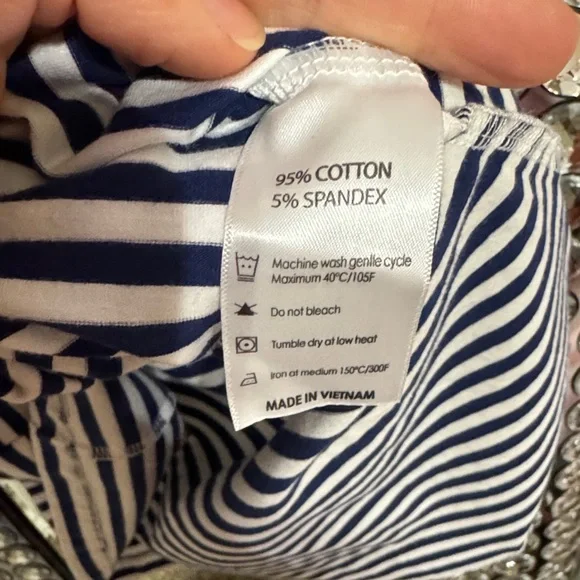 95% COTTON
5% SPANDEX
Machine wash genlle cycle
Maximum 40°C/105F
Do not bleach
Tumble dry at low heat
Iron at medium 150°C/300F
MADE IN VIETNAM